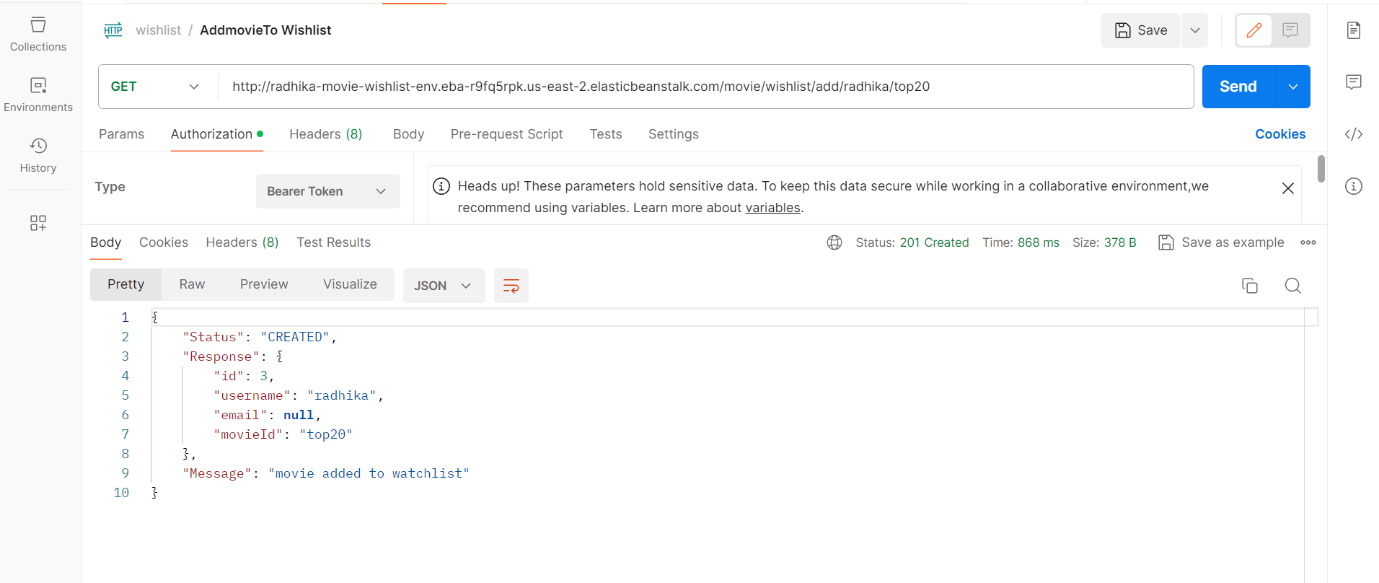 HTTP wishlist / AddmovieTo Wishlist Save
Collections
GET http://radhika-movie-wishlist-env.eba-r9fq5rpk.us-east-2.elasticbeanstalk.com/movie/wishlist/add/radhika/top20 Send
Environments
Params Authorization Headers (8) Body Pre-request Script Tests Settings Cookies
History
Type Bearer Token Heads up! These parameters hold sensitive data. To keep this data secure while working in a collaborative environment,we
recommend using variables. Learn more about variables.
Body Cookies Headers (8) Test Results Status: 201 Created Time: 868 ms Size: 378 B Save as example
Pretty Raw Preview Visualize JSON
1 {
2 "Status": "CREATED",
3 "Response": {
4 "id": 3,
5 "username": "radhika",
6 "email": null,
7 "movieId": "top20"
8 },
9 "Message": "movie added to watchlist"
10 }